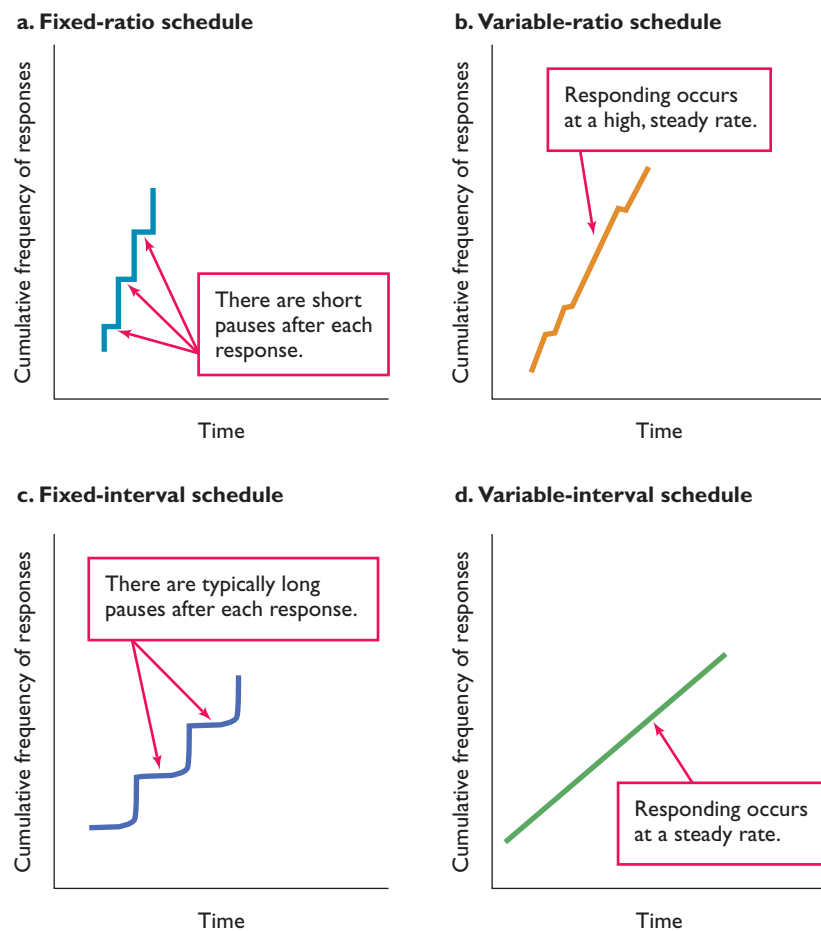 a. Fixed-ratio schedule
Cumulative frequency of responses
There are short
pauses after each
response.
Time
b. Variable-ratio schedule
Cumulative frequency of responses
Responding occurs
at a high, steady rate.
Time
c. Fixed-interval schedule
Cumulative frequency of responses
There are typically long
pauses after each response.
Time
d. Variable-interval schedule
Cumulative frequency of responses
Responding occurs
at a steady rate.
Time